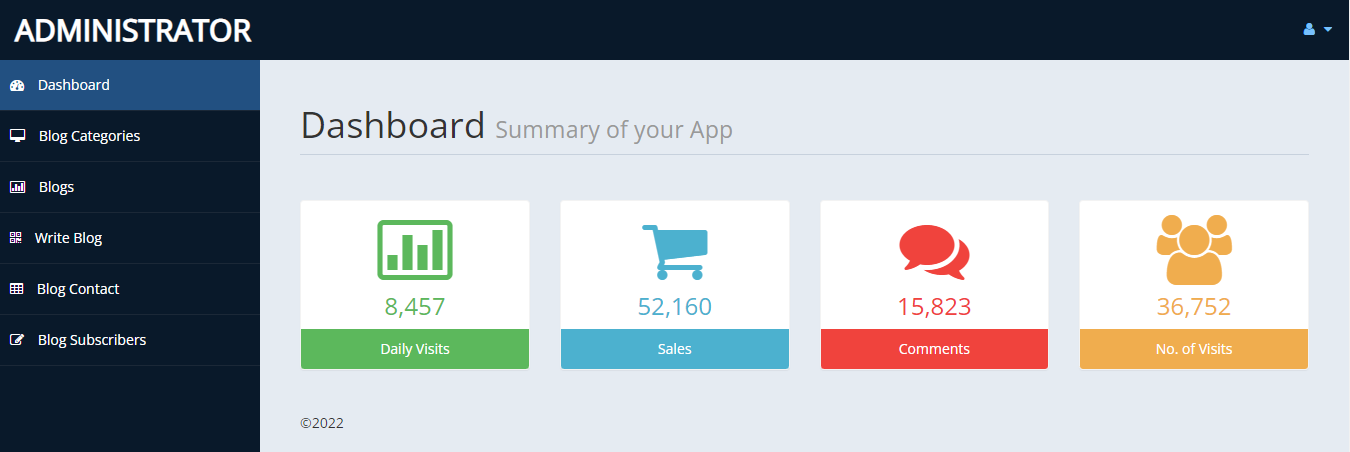 ADMINISTRATOR
Dashboard
Blog Categories
Blogs
Write Blog
Blog Contact
Blog Subscribers
Dashboard Summary of your App
8,457
Daily Visits
52,160
Sales
15,823
Comments
36,752
No. of Visits
©2022